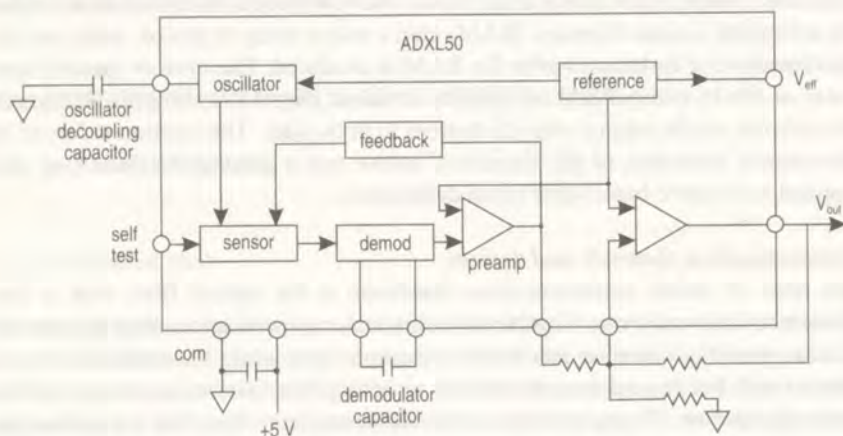 ADXL50
oscillator
reference
V_eff
oscillator
decoupling
capacitor
feedback
V_out
self
test
sensor
demod
preamp
com
demodulator
capacitor
+5 V